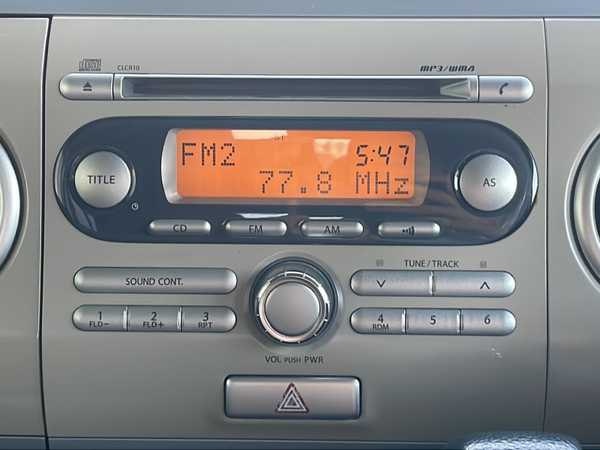 CLCR10 MP3/WMA
TITLE
FM2 5:47
77.8 MHz
AS
CD FM AM
SOUND CONT. TUNE/TRACK
1 2 3
FLD− FLD+ RPT
4 5 6
RDM
VOL PUSH PWR